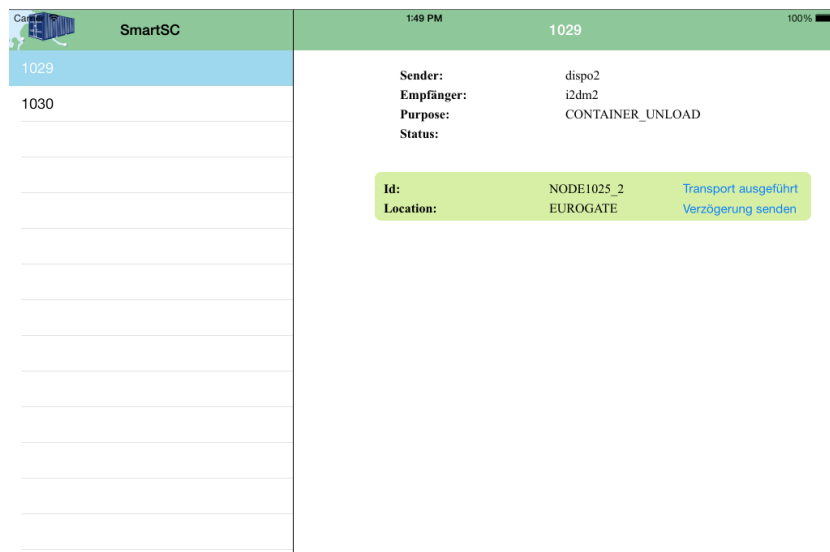 SmartSC
1:49 PM
100%
1029
1029
1030
Sender: dispo2
Empfänger: i2dm2
Purpose: CONTAINER_UNLOAD
Status:
Id: NODE1025_2 Transport ausgeführt
Location: EUROGATE Verzögerung senden